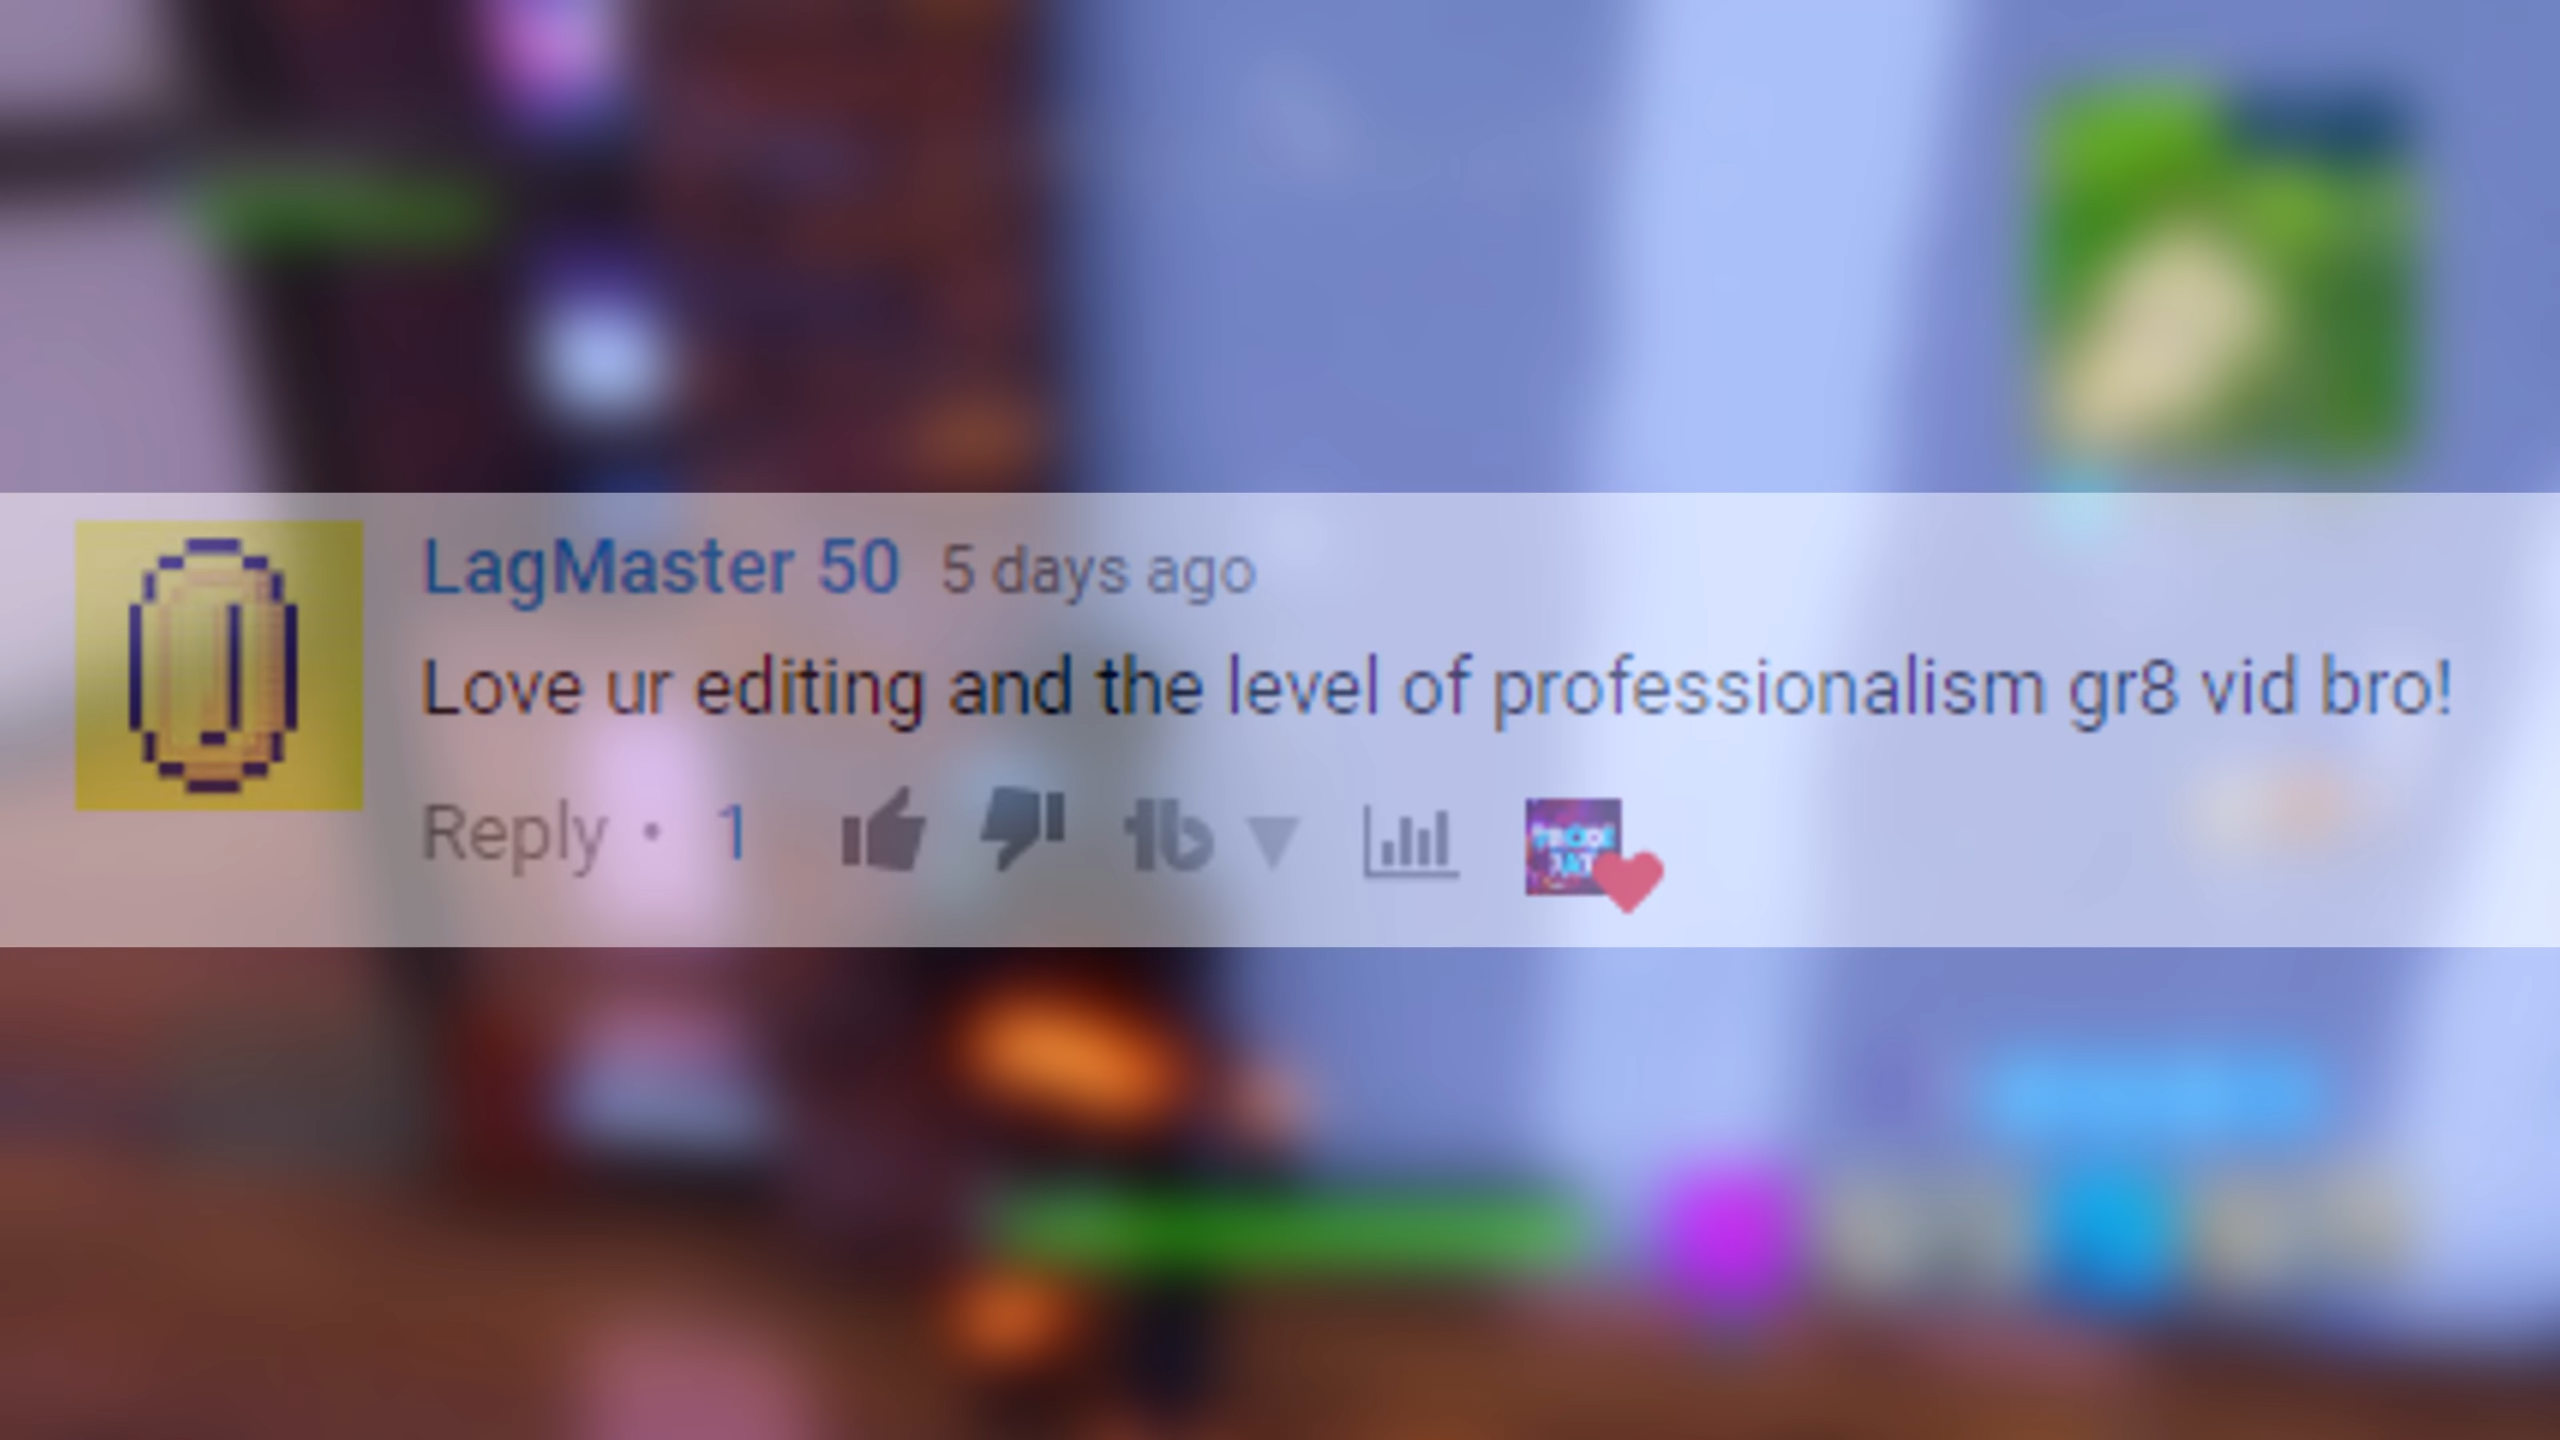 LagMaster 50 5 days ago
Love ur editing and the level of professionalism gr8 vid bro!
Reply • 1